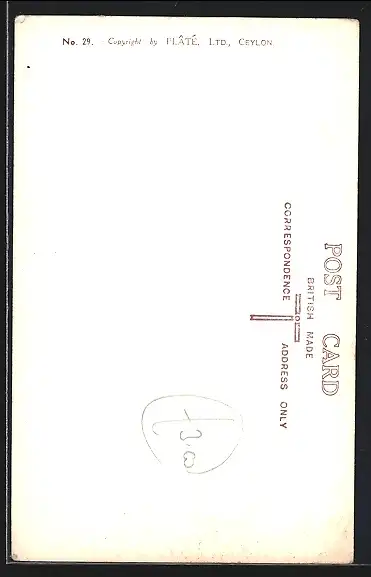 No. 29. Copyright by PLÂTÉ, LTD., CEYLON.
POST CARD
BRITISH MADE
CORRESPONDENCE
ADDRESS ONLY